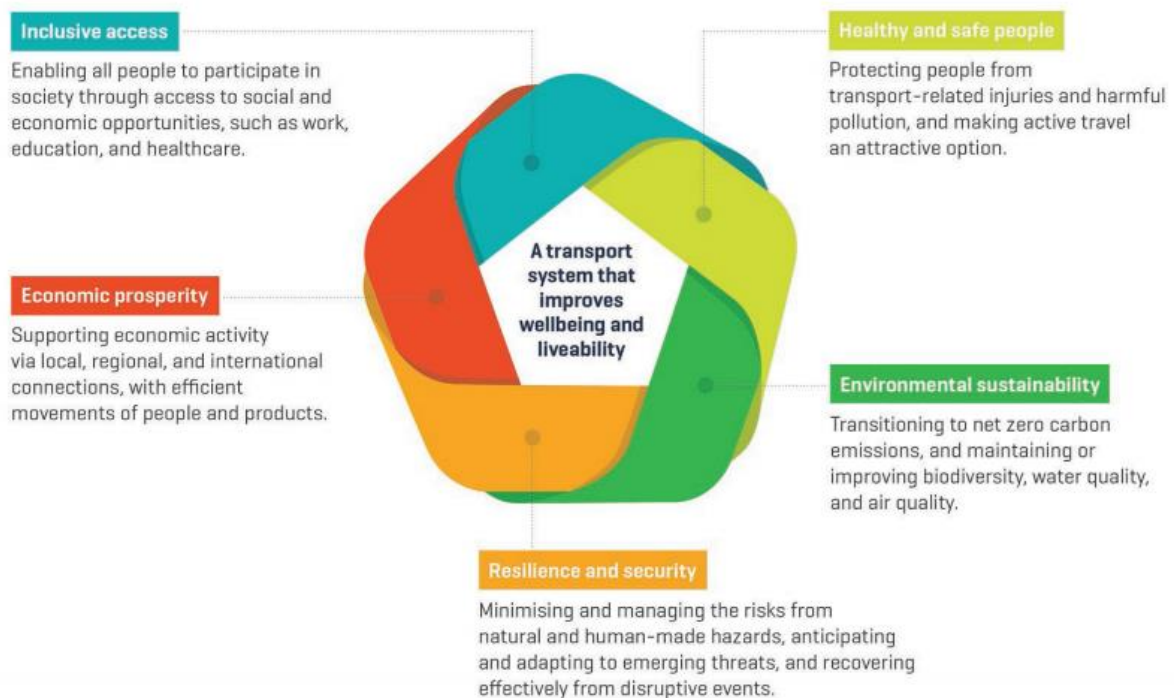 Inclusive access
Enabling all people to participate in
society through access to social and
economic opportunities, such as work,
education, and healthcare.
Healthy and safe people
Protecting people from
transport-related injuries and harmful
pollution, and making active travel
an attractive option.
A transport
system that
improves
wellbeing and
liveability
Economic prosperity
Supporting economic activity
via local, regional, and international
connections, with efficient
movements of people and products.
Environmental sustainability
Transitioning to net zero carbon
emissions, and maintaining or
improving biodiversity, water quality,
and air quality.
Resilience and security
Minimising and managing the risks from
natural and human-made hazards, anticipating
and adapting to emerging threats, and recovering
effectively from disruptive events.